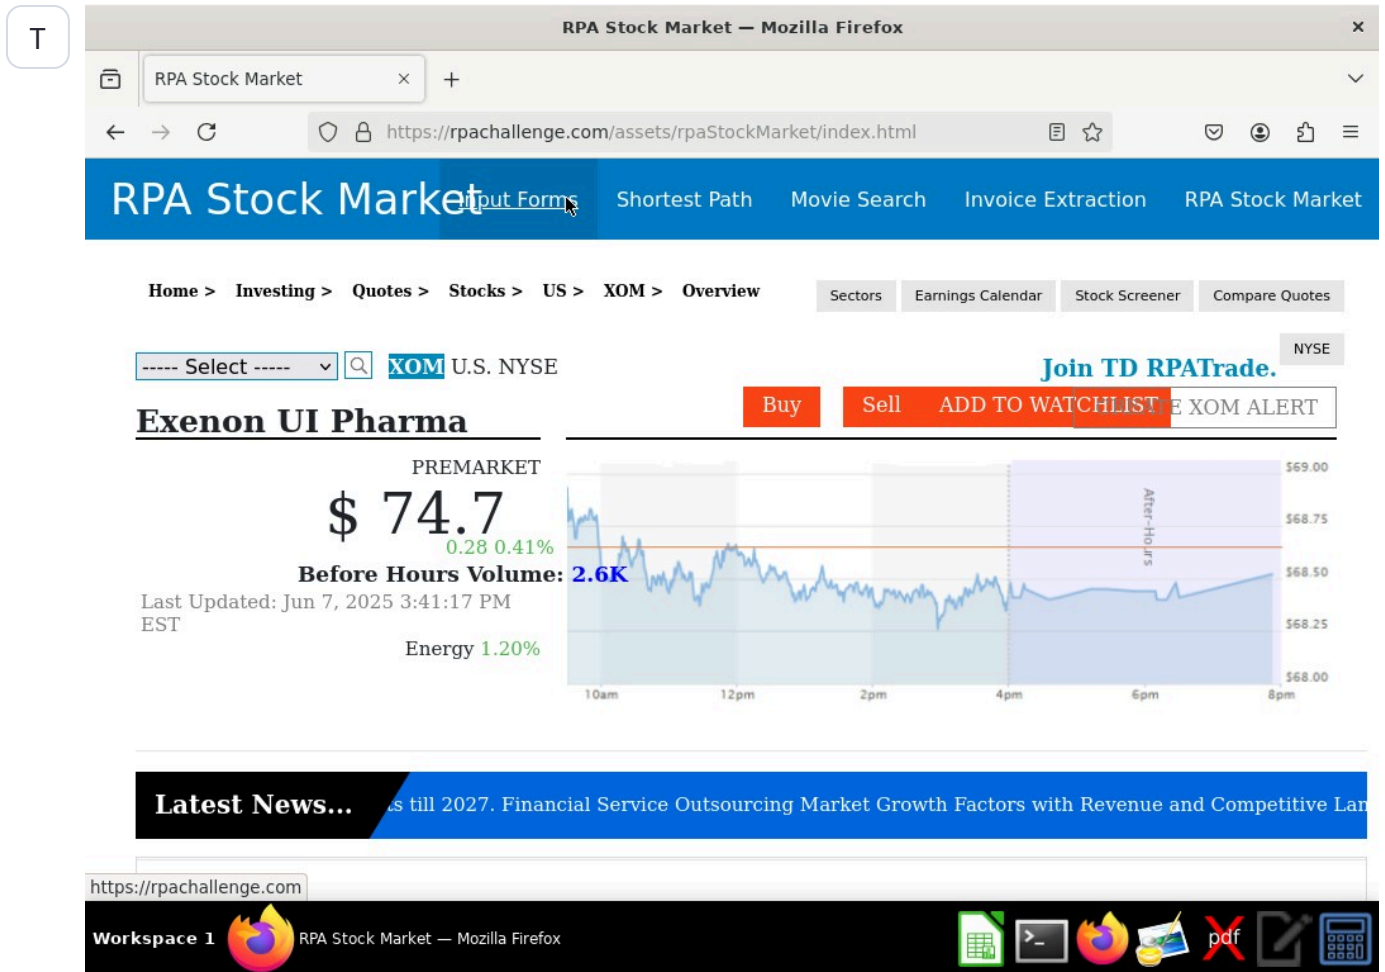 T
RPA Stock Market — Mozilla Firefox
RPA Stock Market
https://rpachallenge.com/assets/rpaStockMarket/index.html
RPA Stock Market Input Forms Shortest Path Movie Search Invoice Extraction RPA Stock Market
Home > Investing > Quotes > Stocks > US > XOM > Overview
Sectors Earnings Calendar Stock Screener Compare Quotes
NYSE
----- Select ----- XOM U.S. NYSE
Join TD RPATrade.
Buy Sell ADD TO WATCHLIST CREATE XOM ALERT
Exenon UI Pharma
PREMARKET
$ 74.7
0.28 0.41%
Before Hours Volume: 2.6K
Last Updated: Jun 7, 2025 3:41:17 PM
EST
Energy 1.20%
$69.00
$68.75
$68.50
$68.25
$68.00
After-Hours
10am 12pm 2pm 4pm 6pm 8pm
Latest News... ts till 2027. Financial Service Outsourcing Market Growth Factors with Revenue and Competitive Lan
https://rpachallenge.com
Workspace 1 RPA Stock Market — Mozilla Firefox
pdf